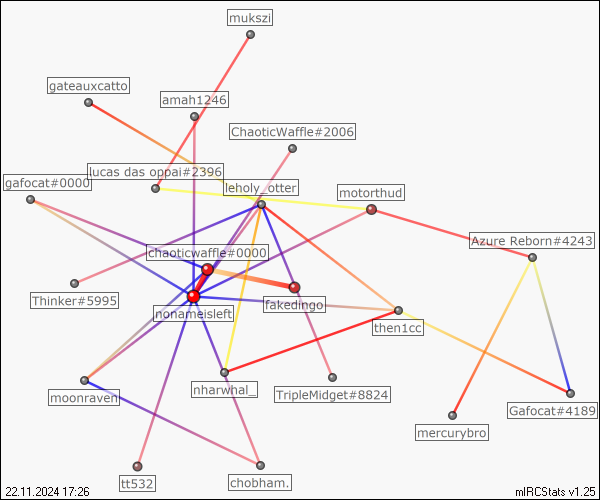 mukszi
gateauxcatto
amah1246
ChaoticWaffle#2006
lucas das oppai#2396
gafocat#0000
leholy_otter
motorthud
Azure Reborn#4243
chaoticwaffle#0000
Thinker#5995
fakedingo
nonameisleft
then1cc
nharwhal_
TripleMidget#8824
moonraven
Gafocat#4189
mercurybro
tt532
chobham.
22.11.2024 17:26
mIRCStats v1.25